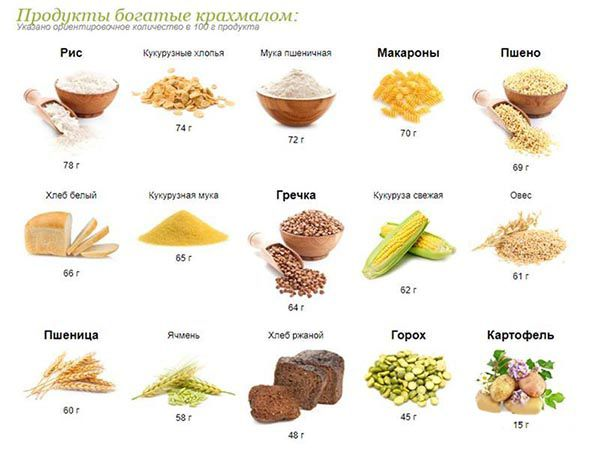 Продукты богатые крахмалом:
Указано ориентировочное количество в 100 г продукта
Рис
Кукурузные хлопья
Мука пшеничная
Макароны
Пшено
78 г
74 г
72 г
70 г
69 г
Хлеб белый
Кукурузная мука
Гречка
Кукуруза свежая
Овес
66 г
65 г
64 г
62 г
61 г
Пшеница
Ячмень
Хлеб ржаной
Горох
Картофель
60 г
58 г
48 г
45 г
15 г